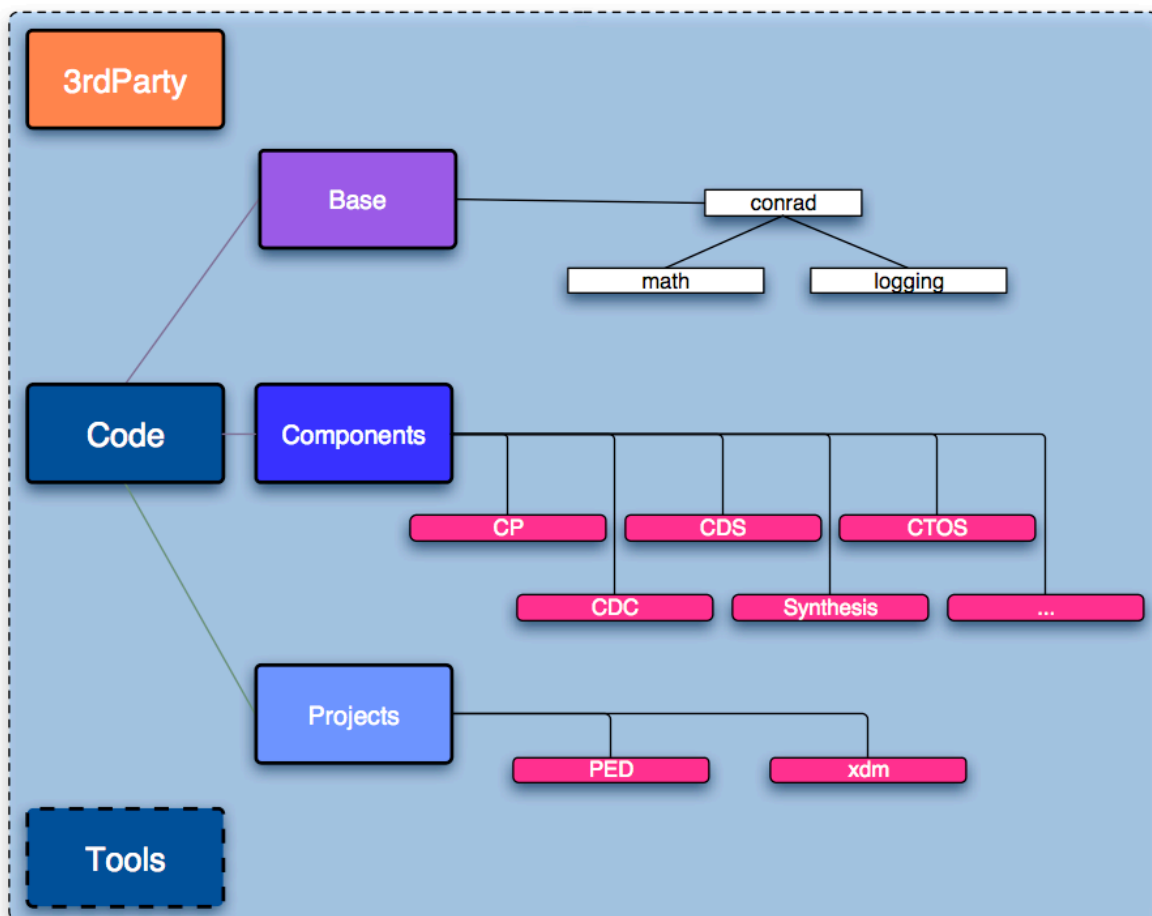 3rdParty
Base
conrad
math
logging
Code
Components
CP
CDS
CTOS
CDC
Synthesis
...
Projects
PED
xdm
Tools